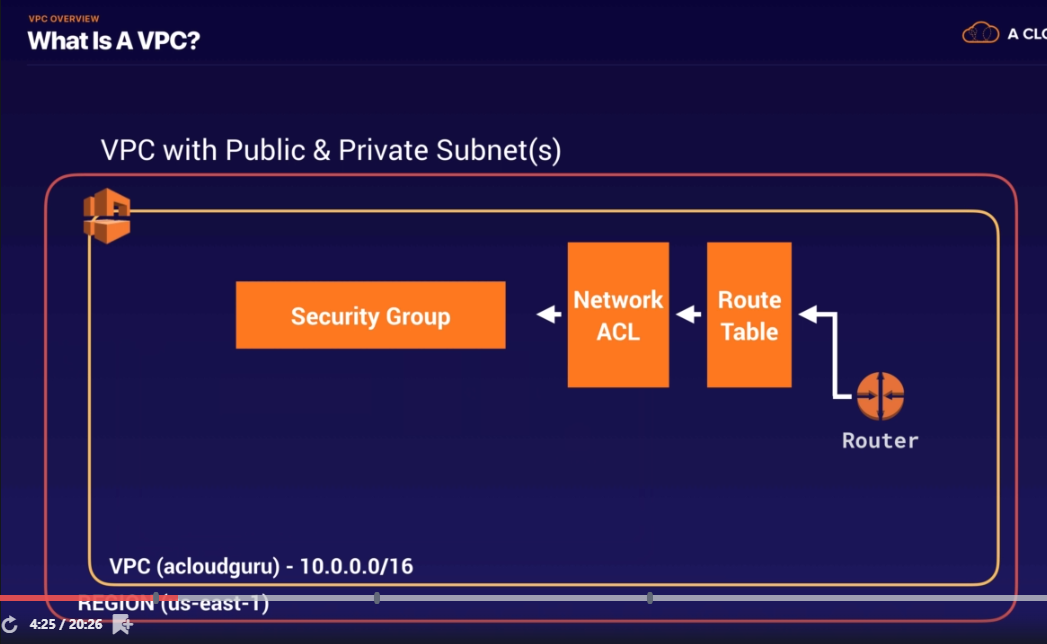 VPC OVERVIEW
What Is A VPC?
A CLO
VPC with Public & Private Subnet(s)
Security Group
Network
ACL
Route
Table
Router
VPC (acloudguru) - 10.0.0.0/16
REGION (us-east-1)
4:25 / 20:26